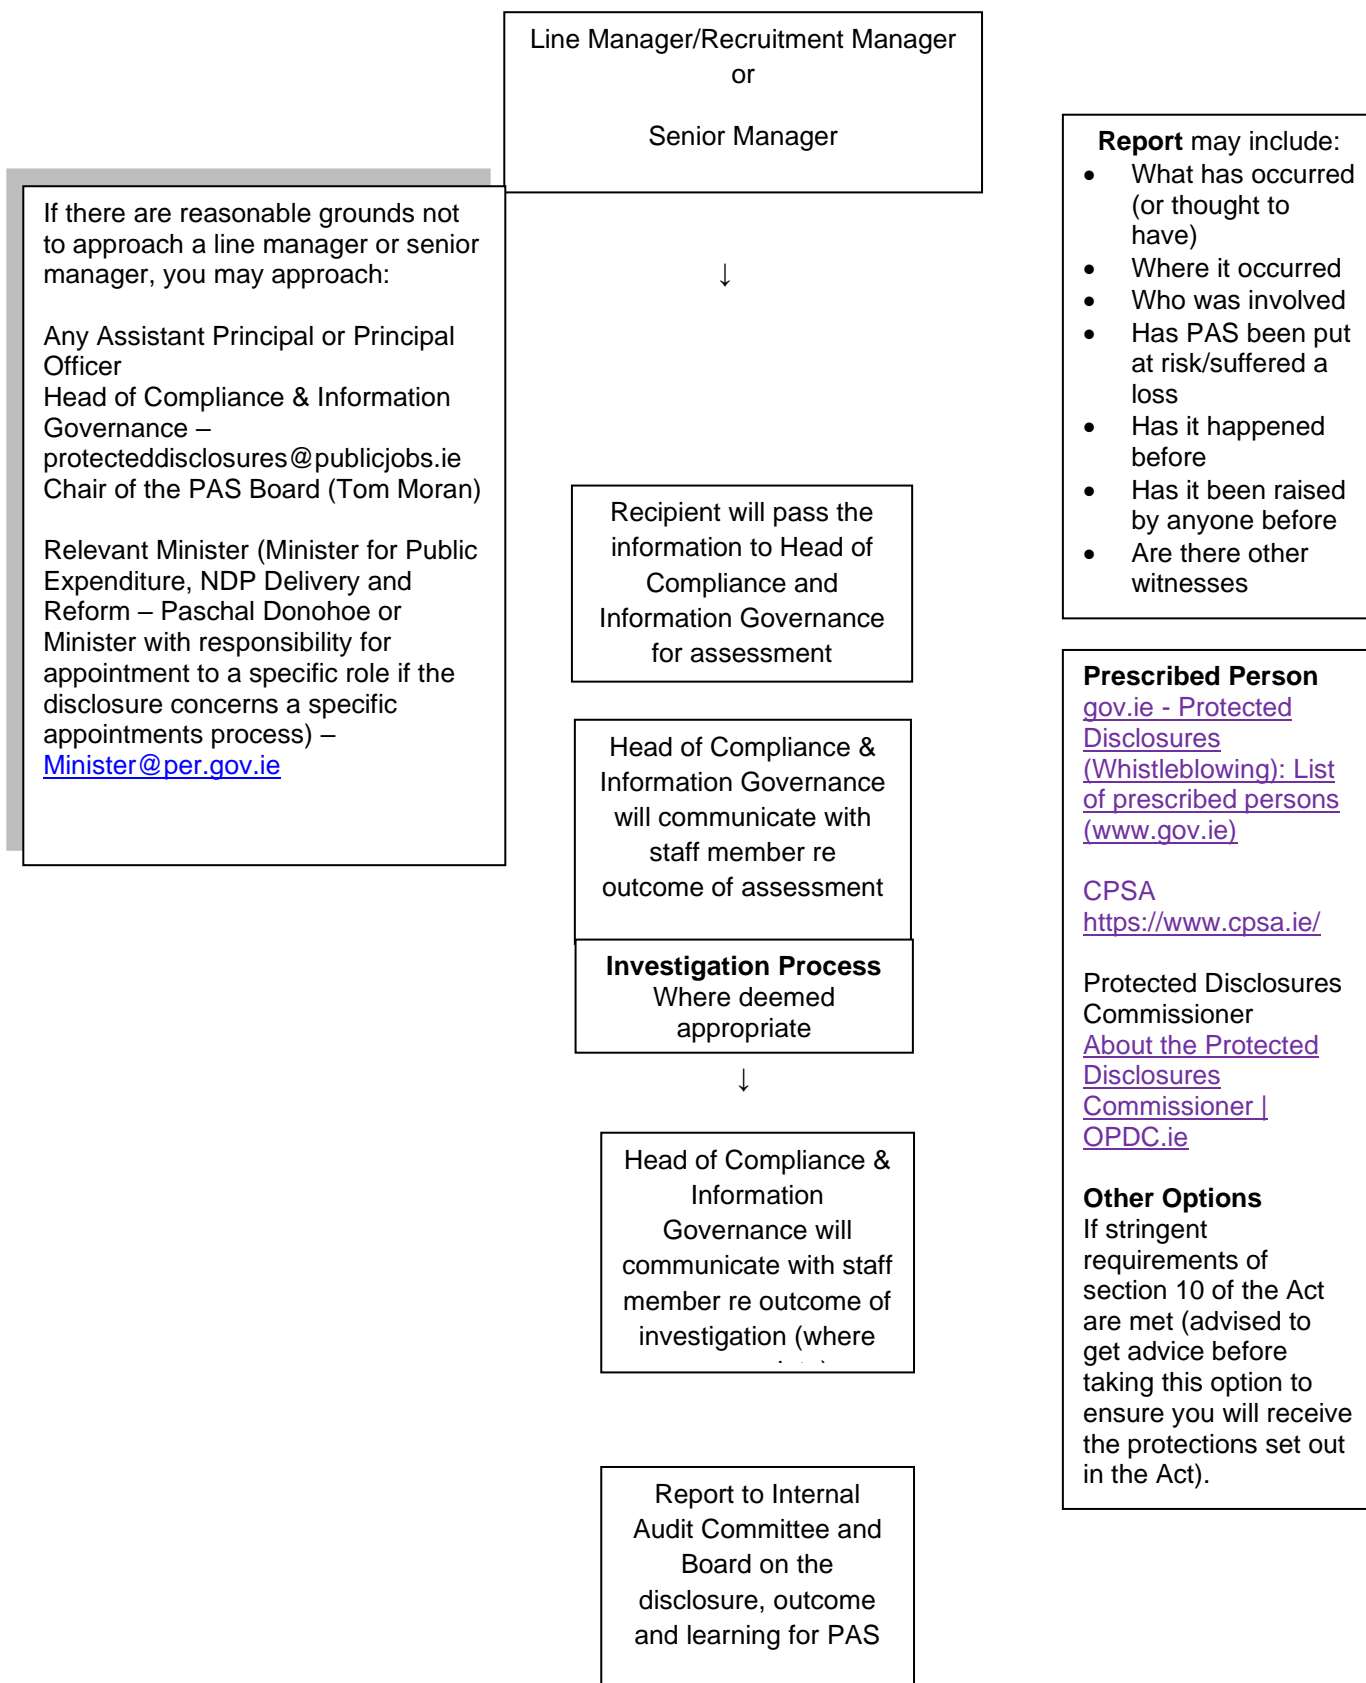 Line Manager/Recruitment Manager
or
Senior Manager
If there are reasonable grounds not
to approach a line manager or senior
manager, you may approach:
Any Assistant Principal or Principal
Officer
Head of Compliance & Information
Governance –
protecteddisclosures@publicjobs.ie
Chair of the PAS Board (Tom Moran)
Relevant Minister (Minister for Public
Expenditure, NDP Delivery and
Reform – Paschal Donohoe or
Minister with responsibility for
appointment to a specific role if the
disclosure concerns a specific
appointments process) –
Minister@per.gov.ie
↓
Recipient will pass the
information to Head of
Compliance and
Information Governance
for assessment
Head of Compliance &
Information Governance
will communicate with
staff member re
outcome of assessment
Investigation Process
Where deemed
appropriate
↓
Head of Compliance &
Information
Governance will
communicate with staff
member re outcome of
investigation (where
Report to Internal
Audit Committee and
Board on the
disclosure, outcome
and learning for PAS
Report may include:
• What has occurred
(or thought to
have)
• Where it occurred
• Who was involved
• Has PAS been put
at risk/suffered a
loss
• Has it happened
before
• Has it been raised
by anyone before
• Are there other
witnesses
Prescribed Person
gov.ie - Protected
Disclosures
(Whistleblowing): List
of prescribed persons
(www.gov.ie)
CPSA
https://www.cpsa.ie/
Protected Disclosures
Commissioner
About the Protected
Disclosures
Commissioner |
OPDC.ie
Other Options
If stringent
requirements of
section 10 of the Act
are met (advised to
get advice before
taking this option to
ensure you will receive
the protections set out
in the Act).